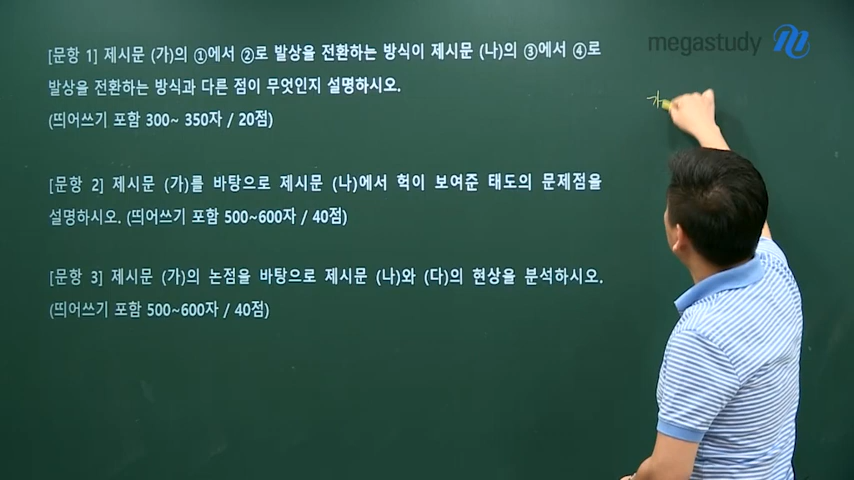 megastudy
[문항 1] 제시문 (가)의 ①에서 ②로 발상을 전환하는 방식이 제시문 (나)의 ③에서 ④로
발상을 전환하는 방식과 다른 점이 무엇인지 설명하시오.
(띄어쓰기 포함 300~ 350자 / 20점)
[문항 2] 제시문 (가)를 바탕으로 제시문 (나)에서 헉이 보여준 태도의 문제점을
설명하시오. (띄어쓰기 포함 500~600자 / 40점)
[문항 3] 제시문 (가)의 논점을 바탕으로 제시문 (나)와 (다)의 현상을 분석하시오.
(띄어쓰기 포함 500~600자 / 40점)